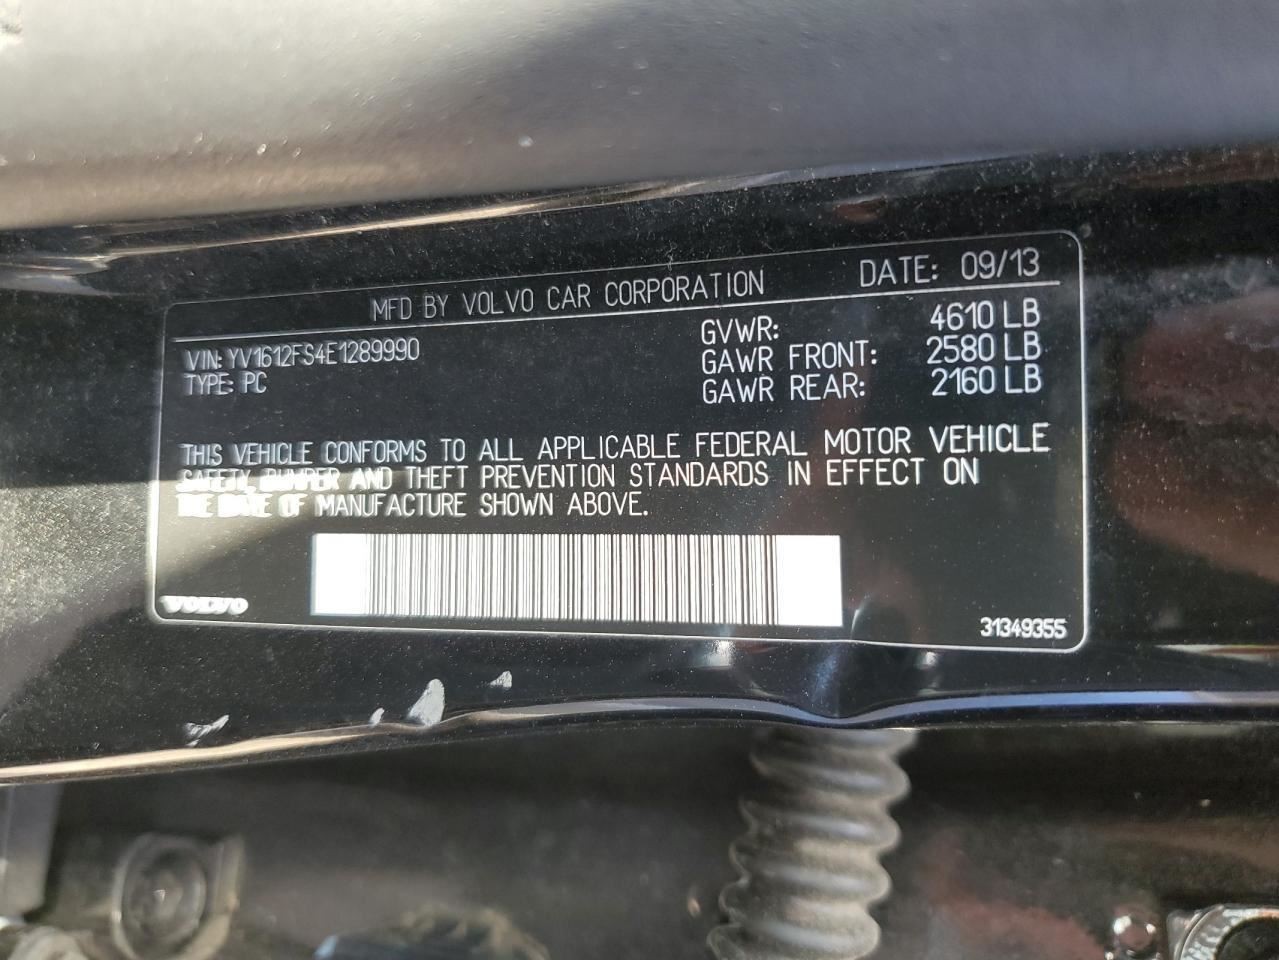 MFD BY VOLVO CAR CORPORATION DATE: 09/13
VIN: YV1612FS4E1289990 GVWR: 4610 LB
TYPE: PC GAWR FRONT: 2580 LB
GAWR REAR: 2160 LB
THIS VEHICLE CONFORMS TO ALL APPLICABLE FEDERAL MOTOR VEHICLE
SAFETY, BUMPER AND THEFT PREVENTION STANDARDS IN EFFECT ON
THE DATE OF MANUFACTURE SHOWN ABOVE.
VOLVO
31349355